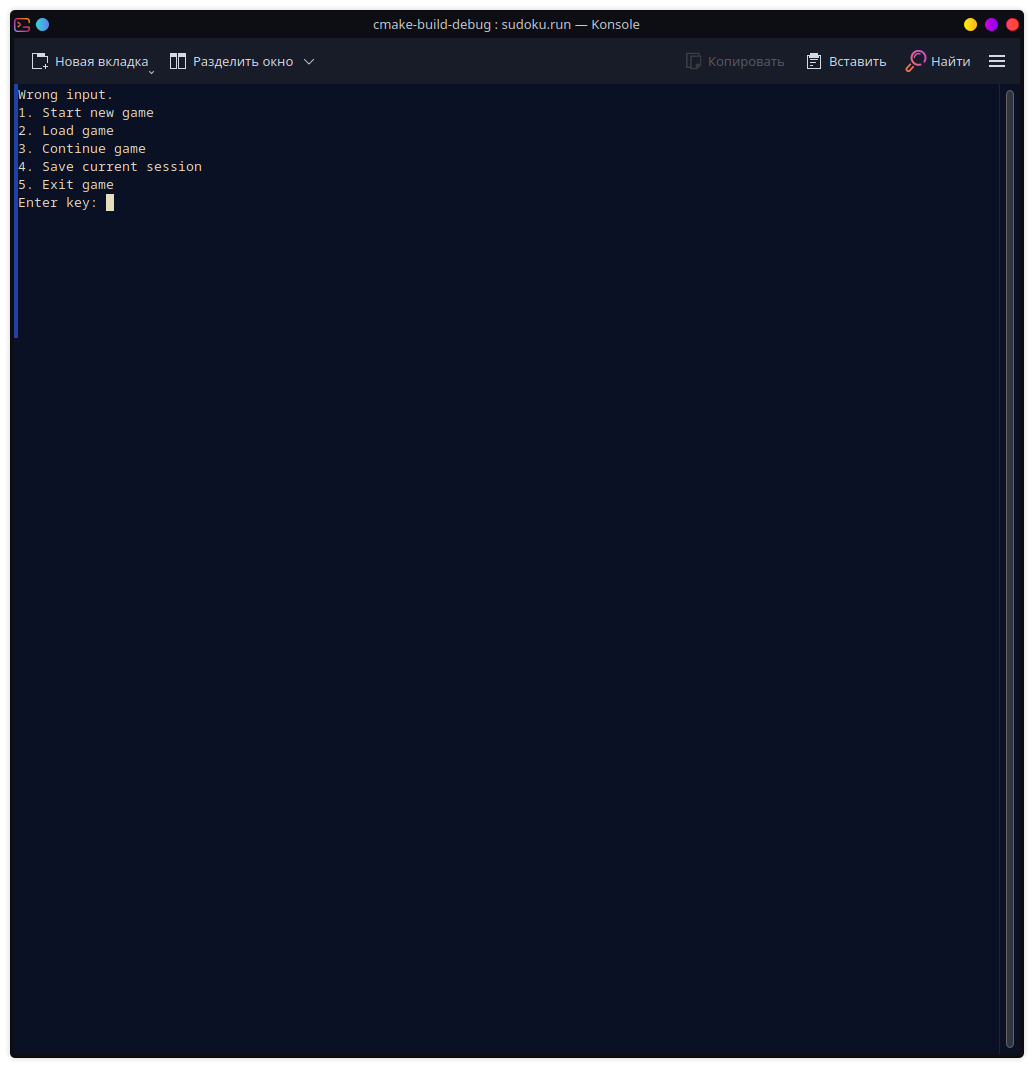 cmake-build-debug : sudoku.run — Konsole
Новая вкладка Разделить окно Копировать Вставить Найти
Wrong input.
1. Start new game
2. Load game
3. Continue game
4. Save current session
5. Exit game
Enter key: